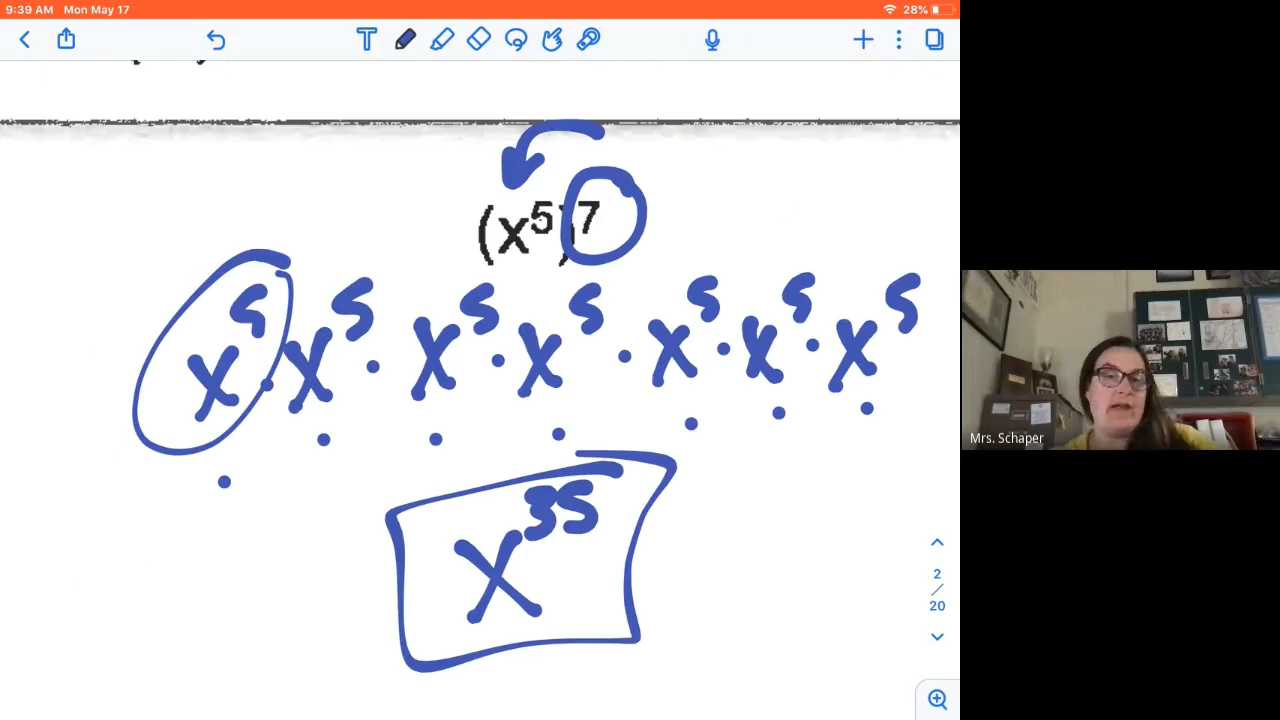 9:39 AM Mon May 17
28%
(x⁵)⁷
x⁵ · x⁵ · x⁵ · x⁵ · x⁵ · x⁵ · x⁵
x³⁵
Mrs. Schaper
2
/
20